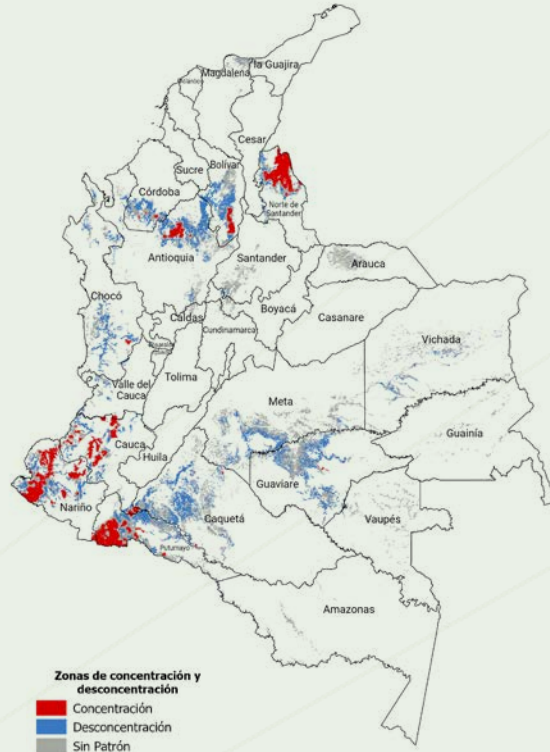 la Guajira
Magdalena
Atlántico
Cesar
Sucre
Bolívar
Córdoba
Norte de
Santander
Antioquia
Santander
Arauca
Chocó
Boyacá
Caldas
Casanare
Cundinamarca
Vichada
Tolima
Valle del
Cauca
Meta
Cauca
Huila
Guainía
Guaviare
Nariño
Caquetá
Vaupés
Putumayo
Amazonas
Zonas de concentración y
desconcentración
Concentración
Desconcentración
Sin Patrón